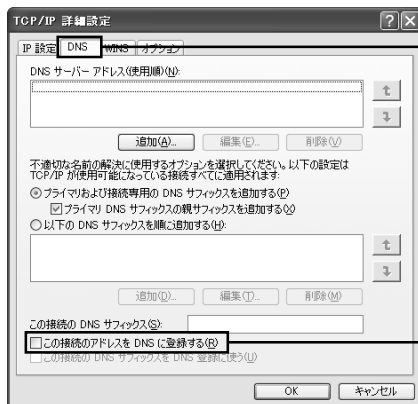 TCP/IP 詳細設定
IP 設定 DNS WINS オプション
DNS サーバー アドレス(使用順)(N):
追加(A)... 編集(E)... 削除(V)
不適切な名前の解決に使用するオプションを選択してください。以下の設定は
TCP/IP が使用可能になっている接続すべてに適用されます:
プライマリおよび接続専用の DNS サフィックスを追加する(P)
プライマリ DNS サフィックスの親サフィックスを追加する(X)
以下の DNS サフィックスを順に追加する(H):
追加(D)... 編集(T)... 削除(M)
この接続の DNS サフィックス(S):
この接続のアドレスを DNS に登録する(R)
この接続の DNS サフィックスを DNS 登録に使う(U)
OK キャンセル